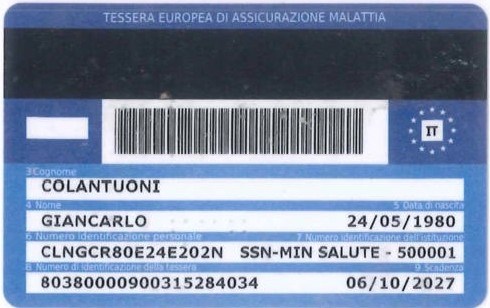 TESSERA EUROPEA DI ASSICURAZIONE MALATTIA
IT
3 Cognome
COLANTUONI
4 Nome 5 Data di nascita
GIANCARLO 24/05/1980
6 Numero identificazione personale 7 Numero identificazione dell'istituzione
CLNGCR80E24E202N SSN-MIN SALUTE - 500001
8 Numero di identificazione della tessera 9 Scadenza
80380000900315284034 06/10/2027